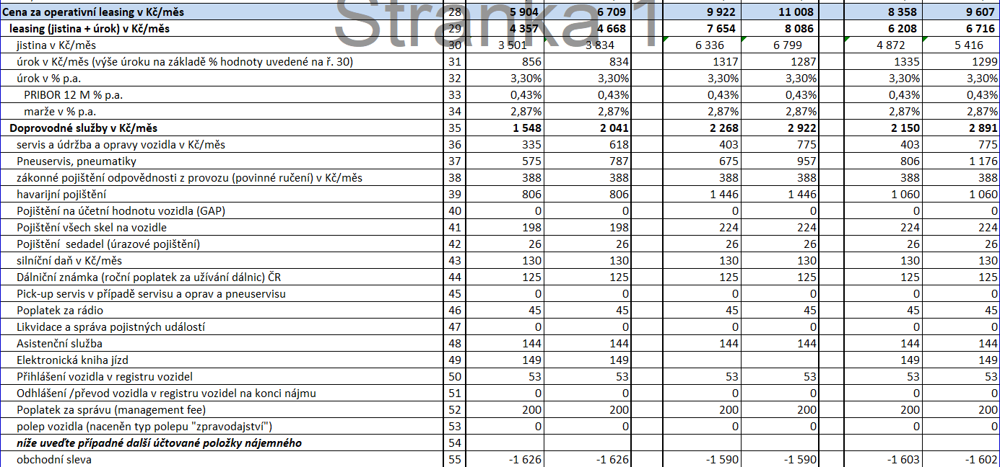 Cena za operativní leasing v Kč/měs 28 5 904 6 709 9 922 11 008 8 358 9 607
leasing (jistina + úrok) v Kč/měs 29 4 357 4 668 7 654 8 086 6 208 6 716
jistina v Kč/měs 30 3 501 3 834 6 336 6 799 4 872 5 416
úrok v Kč/měs (výše úroku na základě % hodnoty uvedené na ř. 30) 31 856 834 1317 1287 1335 1299
úrok v % p.a. 32 3,30% 3,30% 3,30% 3,30% 3,30% 3,30%
PRIBOR 12 M % p.a. 33 0,43% 0,43% 0,43% 0,43% 0,43% 0,43%
marže v % p.a. 34 2,87% 2,87% 2,87% 2,87% 2,87% 2,87%
Doprovodné služby v Kč/měs 35 1 548 2 041 2 268 2 922 2 150 2 891
servis a údržba a opravy vozidla v Kč/měs 36 335 618 403 775 403 775
Pneuservis, pneumatiky 37 575 787 675 957 806 1 176
zákonné pojištění odpovědnosti z provozu (povinné ručení) v Kč/měs 38 388 388 388 388 388 388
havarijní pojištění 39 806 806 1 446 1 446 1 060 1 060
Pojištění na účetní hodnotu vozidla (GAP) 40 0 0 0 0 0 0
Pojištění všech skel na vozidle 41 198 198 224 224 224 224
Pojištění sedadel (úrazové pojištění) 42 26 26 26 26 26 26
silníční daň v Kč/měs 43 130 130 130 130 130 130
Dálniční známka (roční poplatek za užívání dálnic) ČR 44 125 125 125 125 125 125
Pick-up servis v případě servisu a oprav a pneuservisu 45 0 0 0 0 0 0
Poplatek za rádio 46 45 45 45 45 45 45
Likvidace a správa pojistných událostí 47 0 0 0 0 0 0
Asistenční služba 48 144 144 144 144 144 144
Elektronická kniha jízd 49 149 149 149 149
Přihlášení vozidla v registru vozidel 50 53 53 53 53 53 53
Odhlášení /převod vozidla v registru vozidel na konci nájmu 51 0 0 0 0 0 0
Poplatek za správu (management fee) 52 200 200 200 200 200 200
polep vozidla (naceněn typ polepu "zpravodajství") 53 0 0 0 0 0 0
níže uveďte případné další účtované položky nájemného 54
obchodní sleva 55 -1 626 -1 626 -1 590 -1 590 -1 603 -1 602
Stránka 1